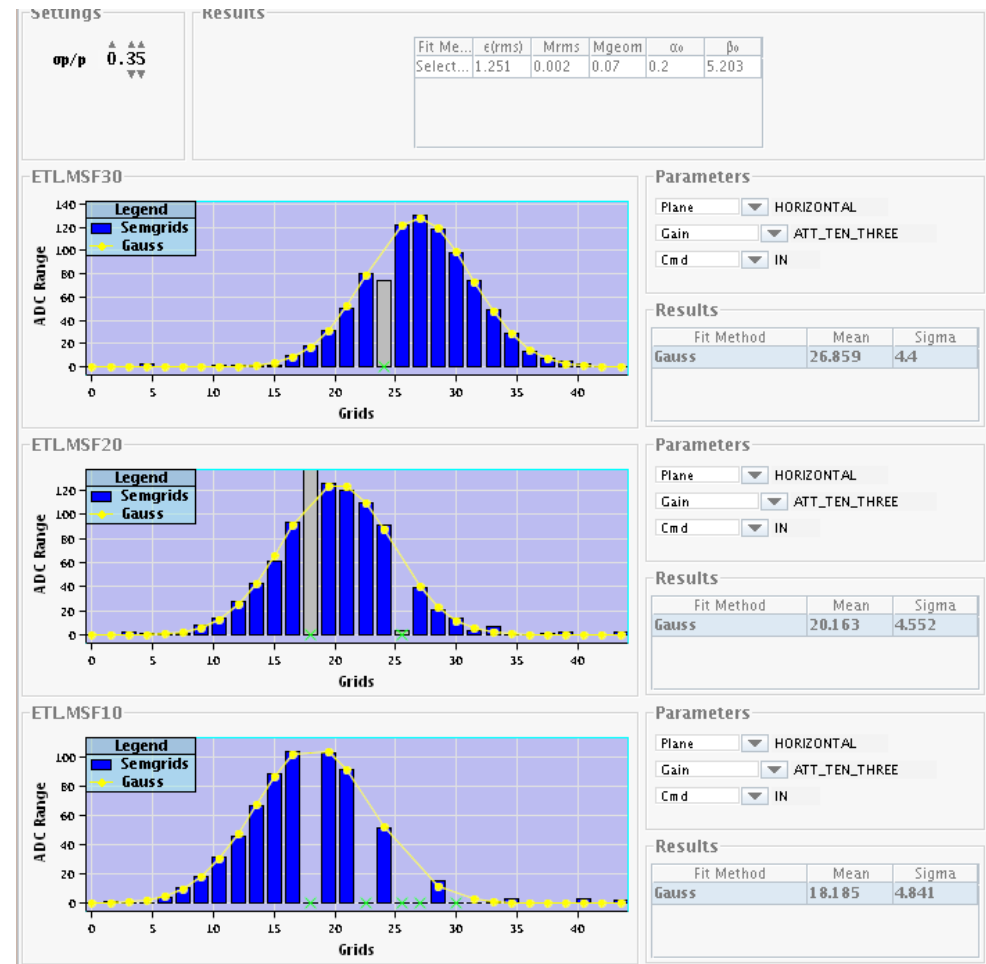 Settings
Results
σp/p 0.35
Fit Me... ϵ(rms) Mrms Mgeom α₀ β₀
Select... 1.251 0.002 0.07 0.2 5.203
ETL.MSF30
140
120
100
80
60
40
20
0
ADC Range
Legend
Semgrids
Gauss
0 5 10 15 20 25 30 35 40
Grids
Parameters
Plane HORIZONTAL
Gain ATT_TEN_THREE
Cmd IN
Results
Fit Method Mean Sigma
Gauss 26.859 4.4
ETL.MSF20
120
100
80
60
40
20
0
ADC Range
Legend
Semgrids
Gauss
0 5 10 15 20 25 30 35 40
Grids
Parameters
Plane HORIZONTAL
Gain ATT_TEN_THREE
Cmd IN
Results
Fit Method Mean Sigma
Gauss 20.163 4.552
ETL.MSF10
100
80
60
40
20
0
ADC Range
Legend
Semgrids
Gauss
0 5 10 15 20 25 30 35 40
Grids
Parameters
Plane HORIZONTAL
Gain ATT_TEN_THREE
Cmd IN
Results
Fit Method Mean Sigma
Gauss 18.185 4.841